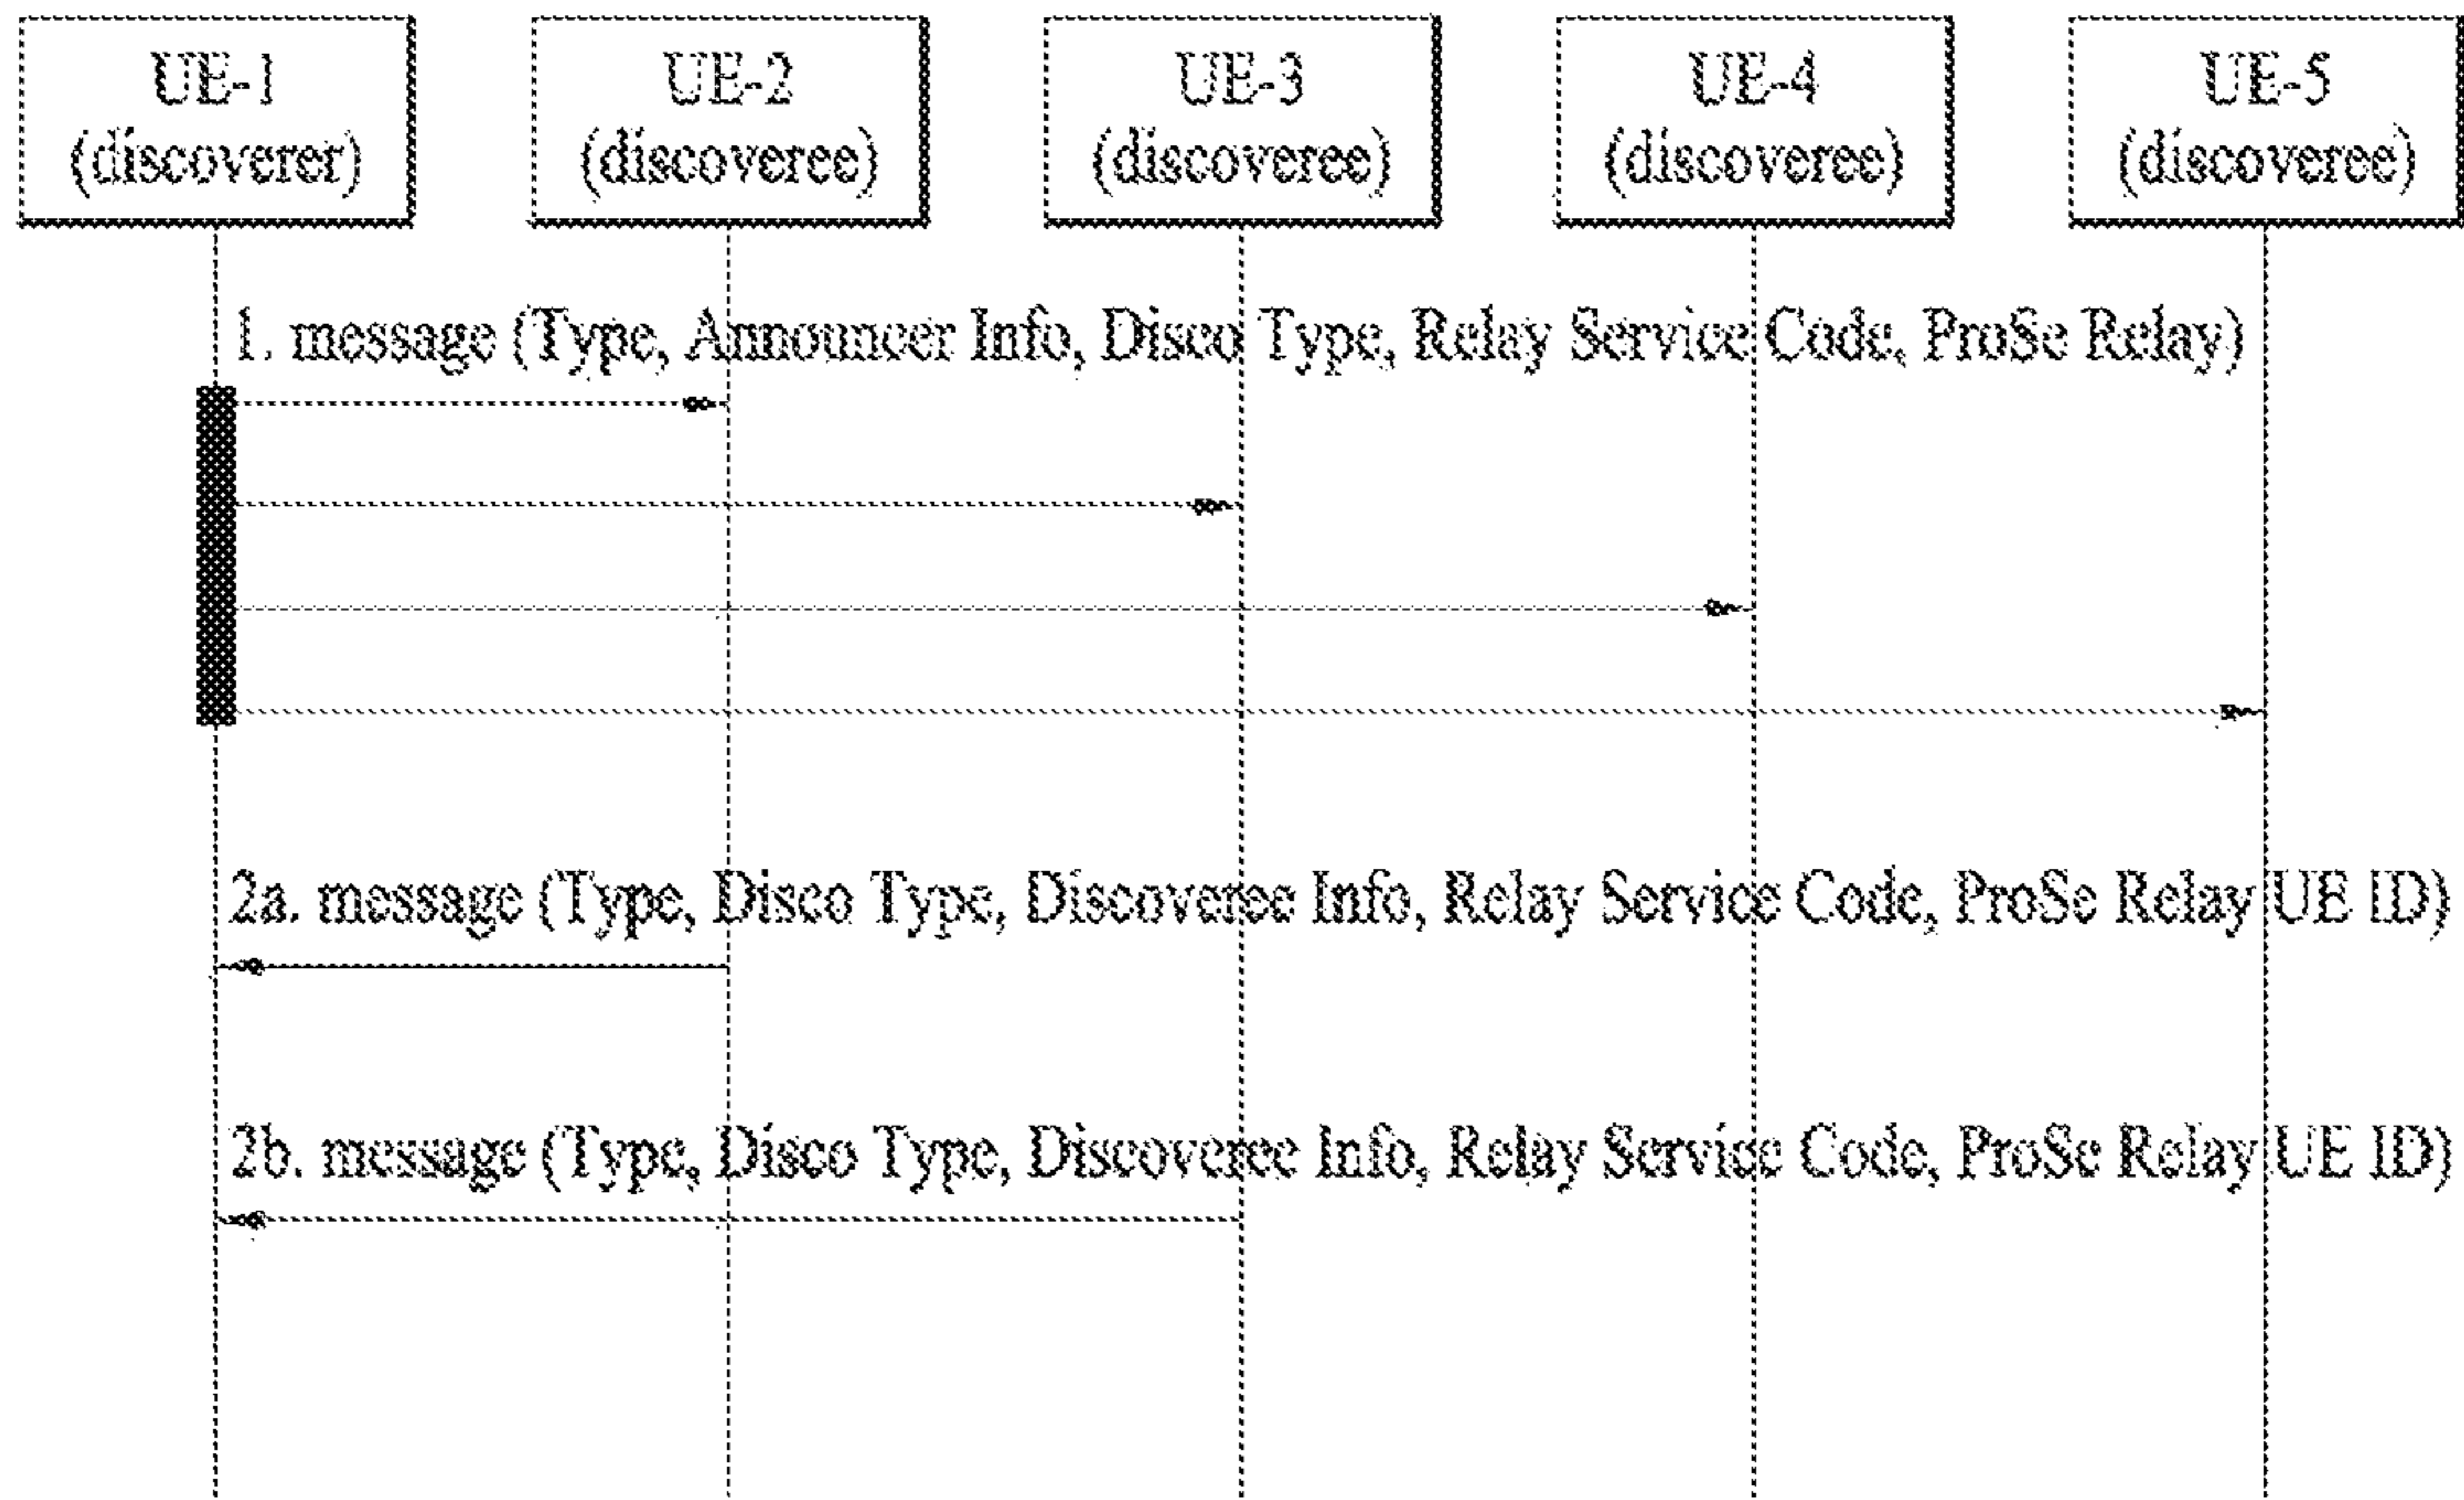 UE-1
(discoverer)
UE-2
(discoveree)
UE-3
(discoveree)
UE-4
(discoveree)
UE-5
(discoveree)
1. message (Type, Announcer Info, Disco Type, Relay Service Code, ProSe Relay)
2a. message (Type, Disco Type, Discoveree Info, Relay Service Code, ProSe Relay UE ID)
2b. message (Type, Disco Type, Discoveree Info, Relay Service Code, ProSe Relay UE ID)